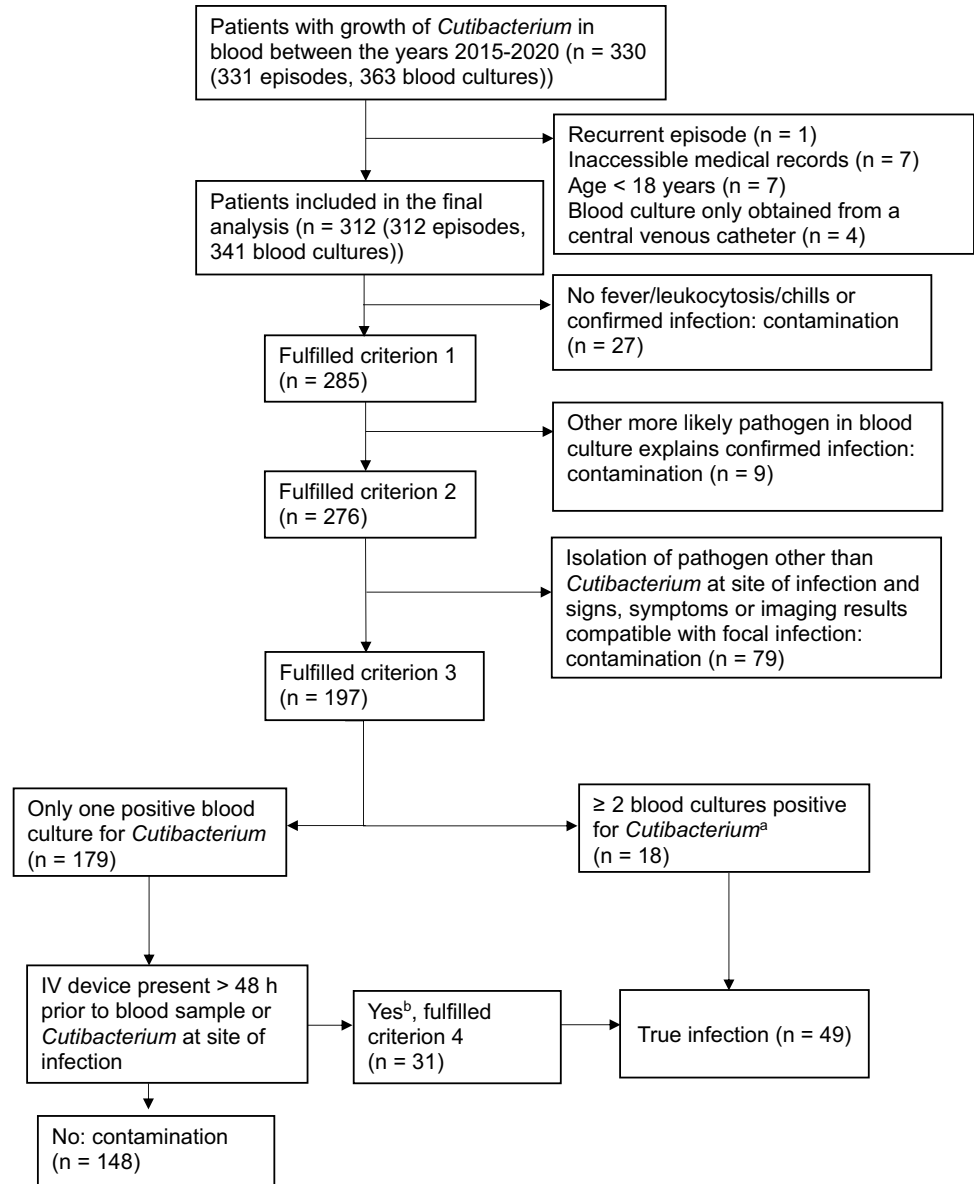 Patients with growth of Cutibacterium in
blood between the years 2015-2020 (n = 330
(331 episodes, 363 blood cultures))
Recurrent episode (n = 1)
Inaccessible medical records (n = 7)
Age < 18 years (n = 7)
Blood culture only obtained from a
central venous catheter (n = 4)
Patients included in the final
analysis (n = 312 (312 episodes,
341 blood cultures))
No fever/leukocytosis/chills or
confirmed infection: contamination
(n = 27)
Fulfilled criterion 1
(n = 285)
Other more likely pathogen in blood
culture explains confirmed infection:
contamination (n = 9)
Fulfilled criterion 2
(n = 276)
Isolation of pathogen other than
Cutibacterium at site of infection and
signs, symptoms or imaging results
compatible with focal infection:
contamination (n = 79)
Fulfilled criterion 3
(n = 197)
Only one positive blood
culture for Cutibacterium
(n = 179)
≥ 2 blood cultures positive
for Cutibacteriumᵃ
(n = 18)
IV device present > 48 h
prior to blood sample or
Cutibacterium at site of
infection
Yesᵇ, fulfilled
criterion 4
(n = 31)
True infection (n = 49)
No: contamination
(n = 148)